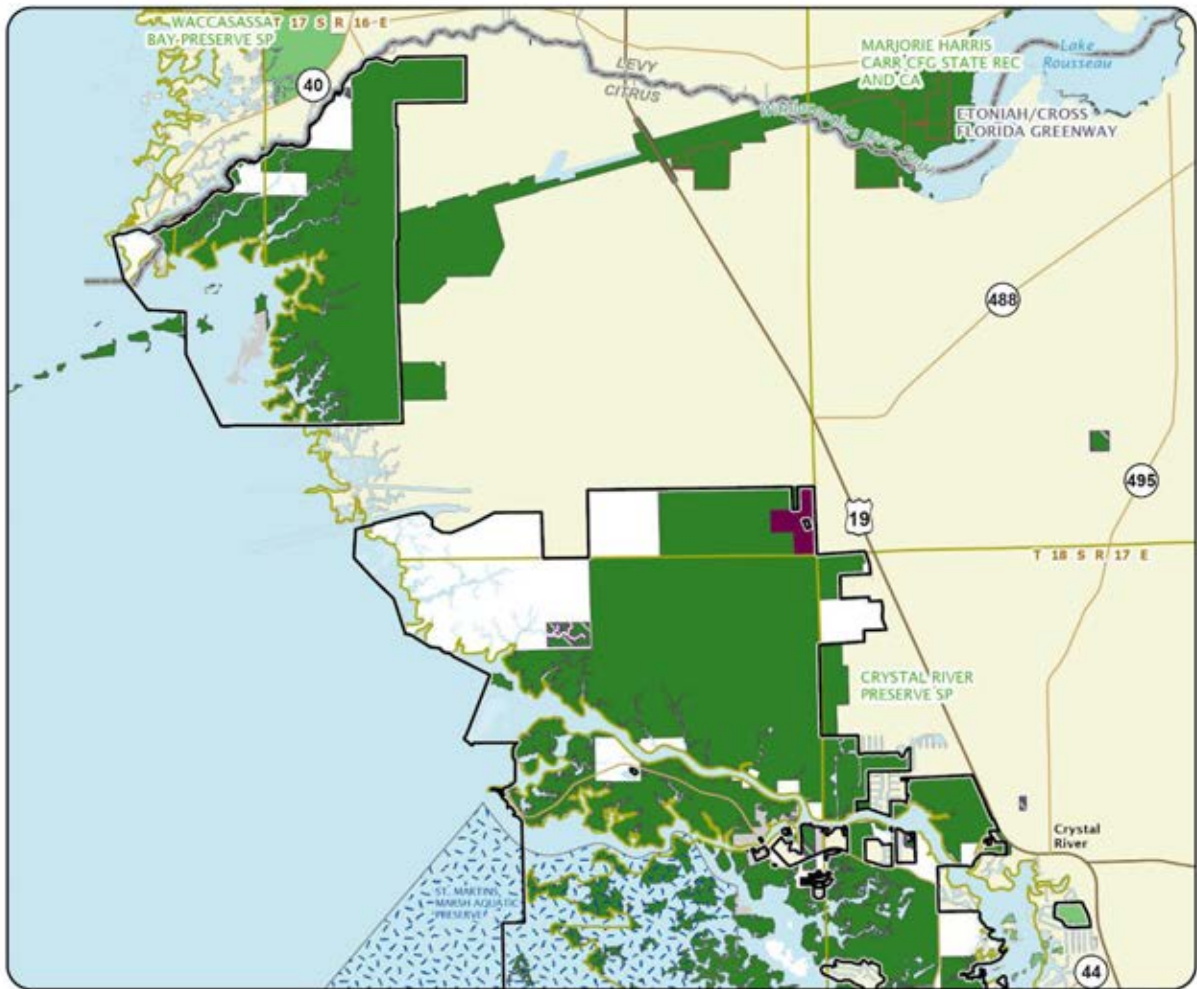 WACCASASSA
BAY PRESERVE SP
T 17 S R 16 E
40
LEVY
CITRUS
MARJORIE HARRIS
CARR CFG STATE REC
AND CA
Lake
Rousseau
ETONIAH/CROSS
FLORIDA GREENWAY
488
495
19
T 18 S R 17 E
CRYSTAL RIVER
PRESERVE SP
Crystal
River
ST. MARTINS
MARSH AQUATIC
PRESERVE
44